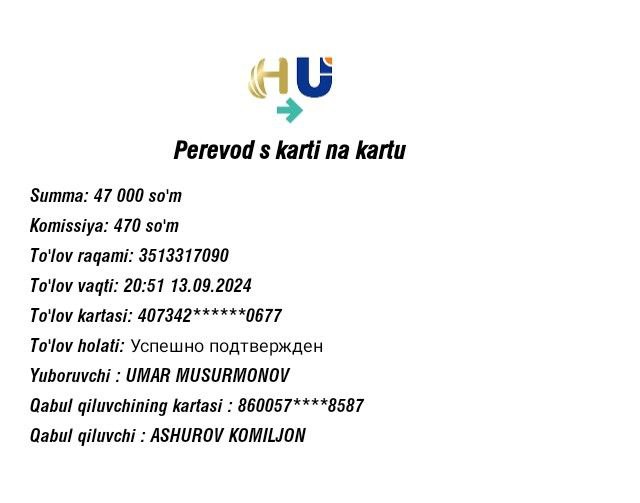 HU
Perevod s karti na kartu
Summa: 47 000 so'm
Komissiya: 470 so'm
To'lov raqami: 3513317090
To'lov vaqti: 20:51 13.09.2024
To'lov kartasi: 407342******0677
To'lov holati: Успешно подтвержден
Yuboruvchi : UMAR MUSURMONOV
Qabul qiluvchining kartasi : 860057****8587
Qabul qiluvchi : ASHUROV KOMILJON